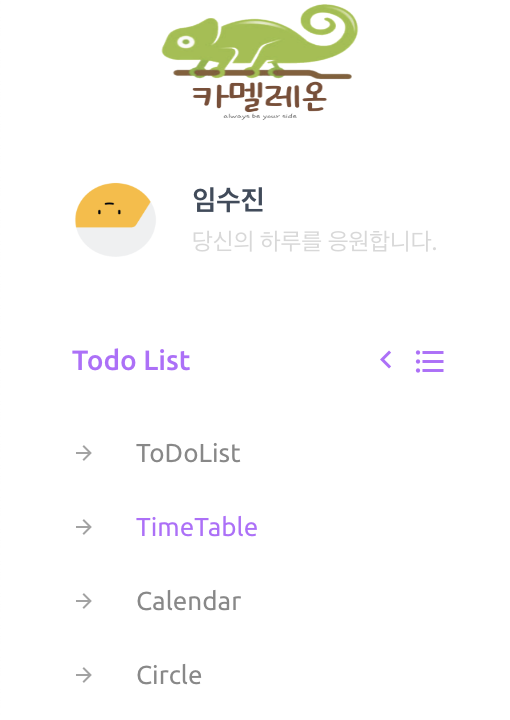 카멜레온
always be your side
임수진
당신의 하루를 응원합니다.
Todo List
ToDoList
TimeTable
Calendar
Circle